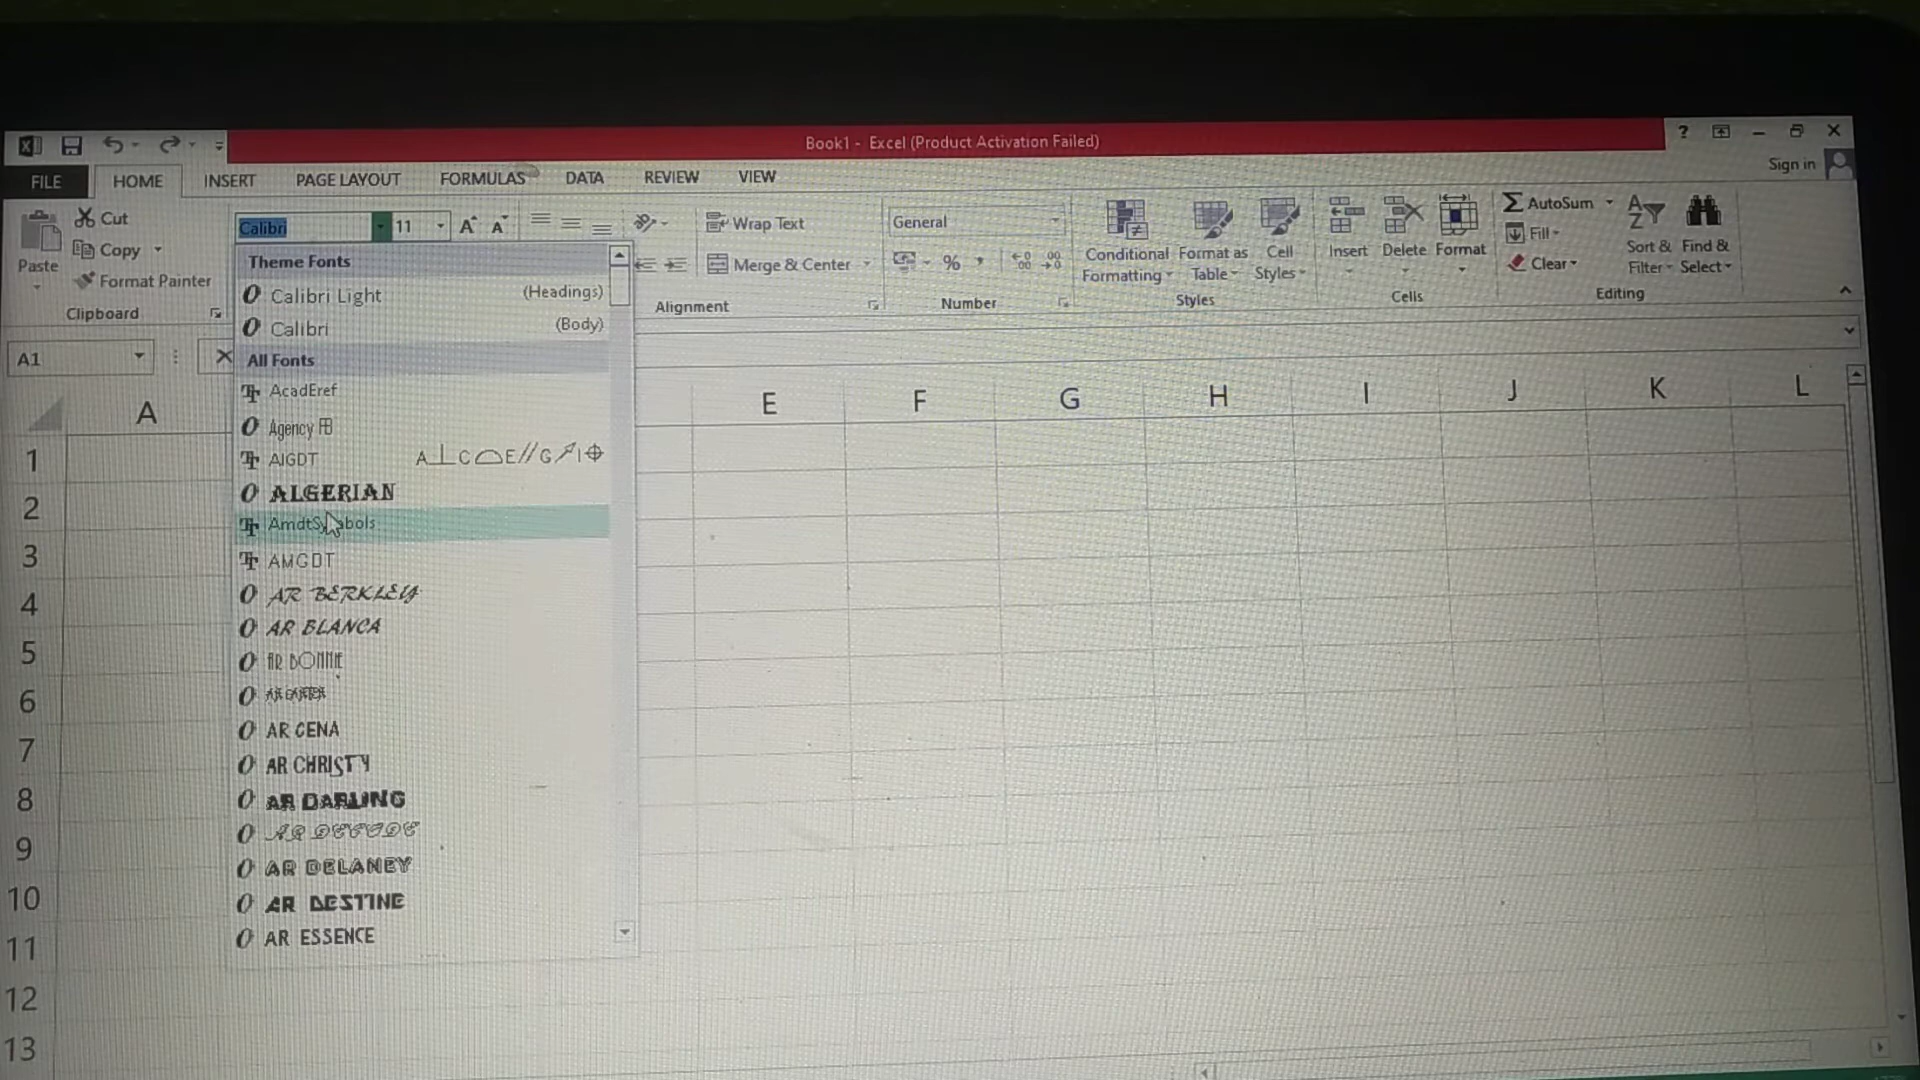 Book1 - Excel (Product Activation Failed)
?
Sign in
FILE HOME INSERT PAGE LAYOUT FORMULAS DATA REVIEW VIEW
Paste
Cut
Copy
Format Painter
Clipboard
Calibri
11
Wrap Text
Merge & Center
Alignment
General
%
Number
Conditional Formatting
Format as Table
Cell Styles
Styles
Insert
Delete
Format
Cells
AutoSum
Fill
Clear
Sort & Filter
Find & Select
Editing
A1
Theme Fonts
Calibri Light (Headings)
Calibri (Body)
All Fonts
AcadEref
Agency FB
AIGDT
ALGERIAN
AmdtSymbols
AMGDT
AR BERKLEY
AR BLANCA
AR BONNIE
AR CARTER
AR CENA
AR CHRISTY
AR DARLING
AR DECODE
AR DELANEY
AR DESTINE
AR ESSENCE
A E F G H I J K L
1
2
3
4
5
6
7
8
9
10
11
12
13